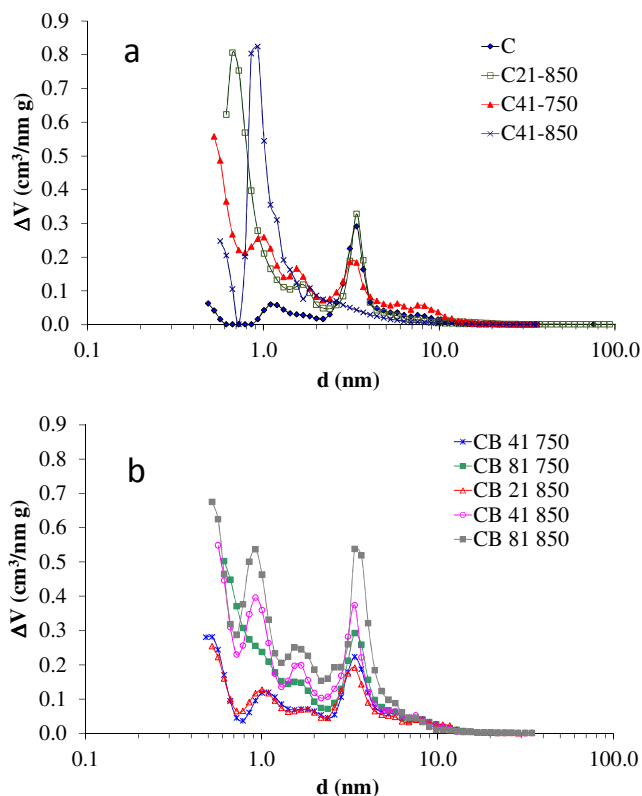 a
C
C21-850
C41-750
C41-850
ΔV (cm³/nm g)
0.9
0.8
0.7
0.6
0.5
0.4
0.3
0.2
0.1
0.0
0.1 1.0 10.0 100.0
d (nm)
b
CB 41 750
CB 81 750
CB 21 850
CB 41 850
CB 81 850
ΔV (cm³/nm g)
0.9
0.8
0.7
0.6
0.5
0.4
0.3
0.2
0.1
0.0
0.1 1.0 10.0 100.0
d (nm)